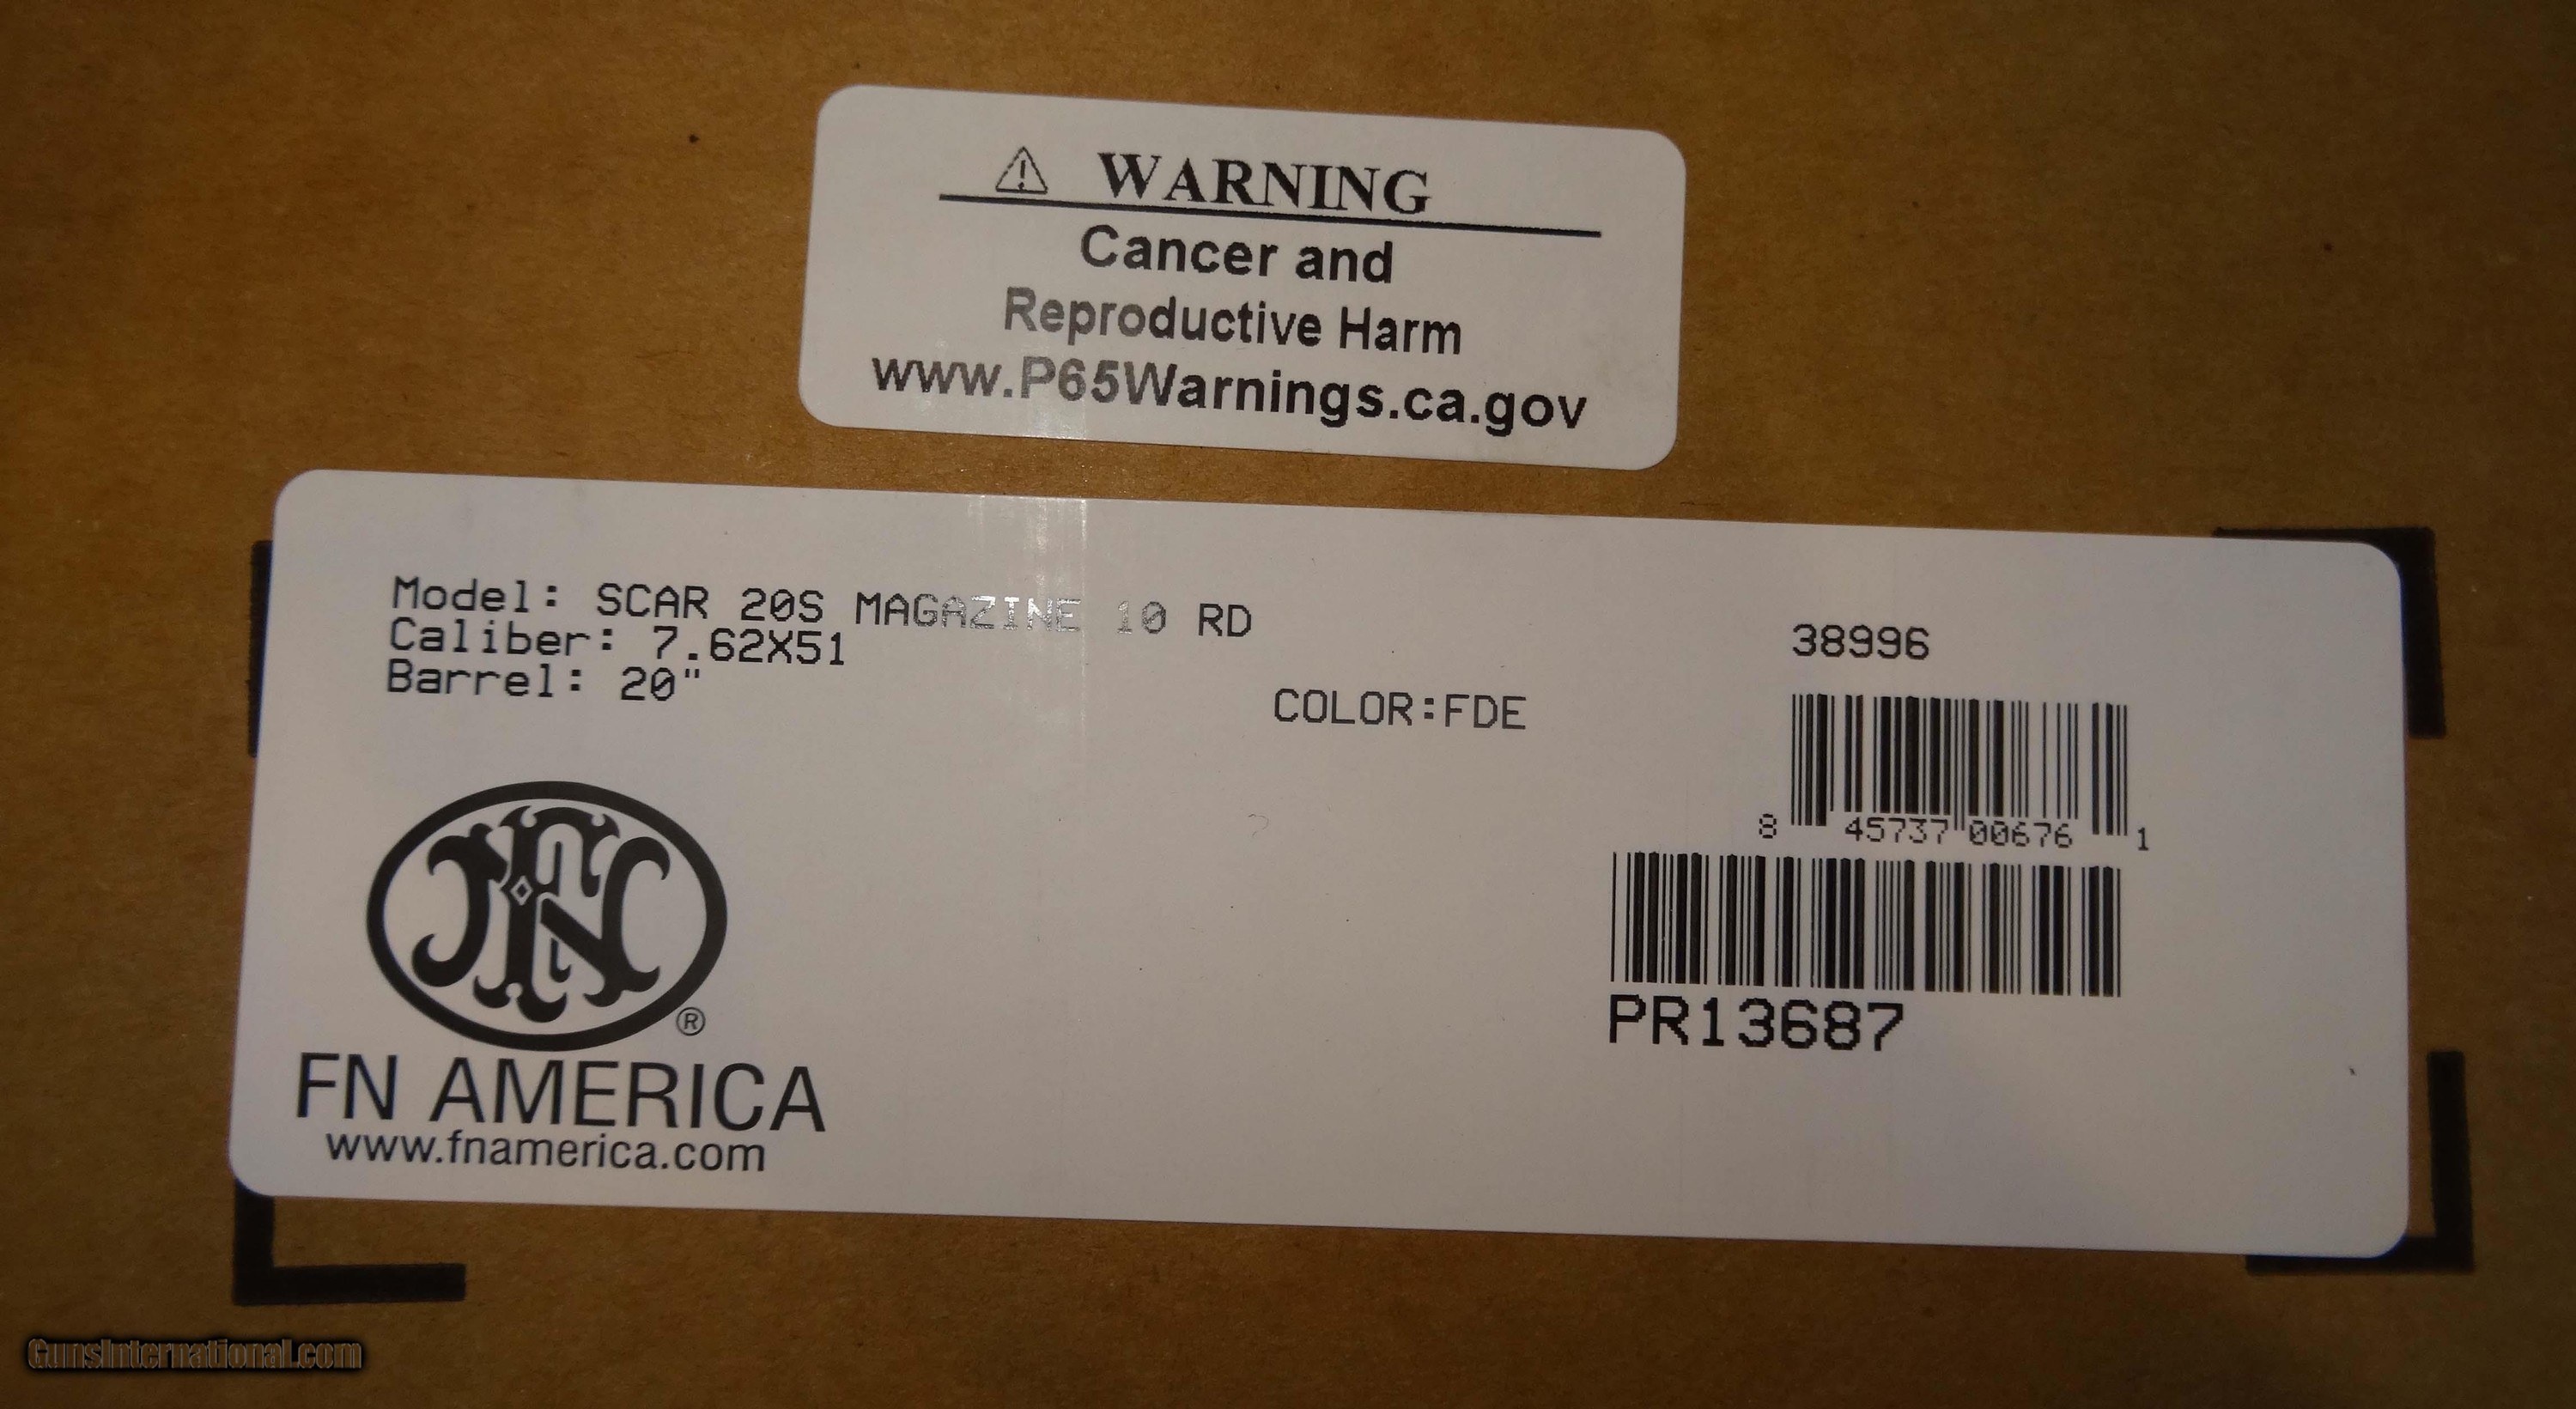 ⚠ WARNING
Cancer and
Reproductive Harm
www.P65Warnings.ca.gov
Model: SCAR 20S MAGAZINE 10 RD
Caliber: 7.62X51
Barrel: 20"
COLOR:FDE
38996
8 45737 00676 1
PR13687
FN
®
FN AMERICA
www.fnamerica.com
GunsInternational.com